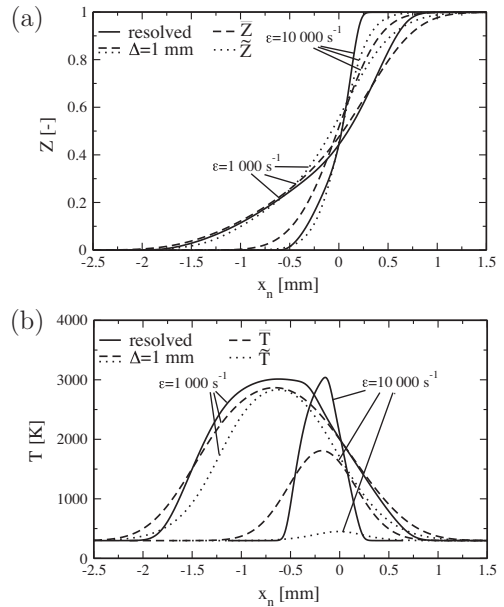 (a)
resolved
Δ=1 mm
Z̅
Z̃
ε=10 000 s⁻¹
ε=1 000 s⁻¹
Z [-]
1
0.8
0.6
0.4
0.2
0
-2.5 -2 -1.5 -1 -0.5 0 0.5 1 1.5
xₙ [mm]
(b)
resolved
Δ=1 mm
T̅
T̃
ε=1 000 s⁻¹
ε=10 000 s⁻¹
T [K]
4000
3000
2000
1000
0
-2.5 -2 -1.5 -1 -0.5 0 0.5 1 1.5
xₙ [mm]